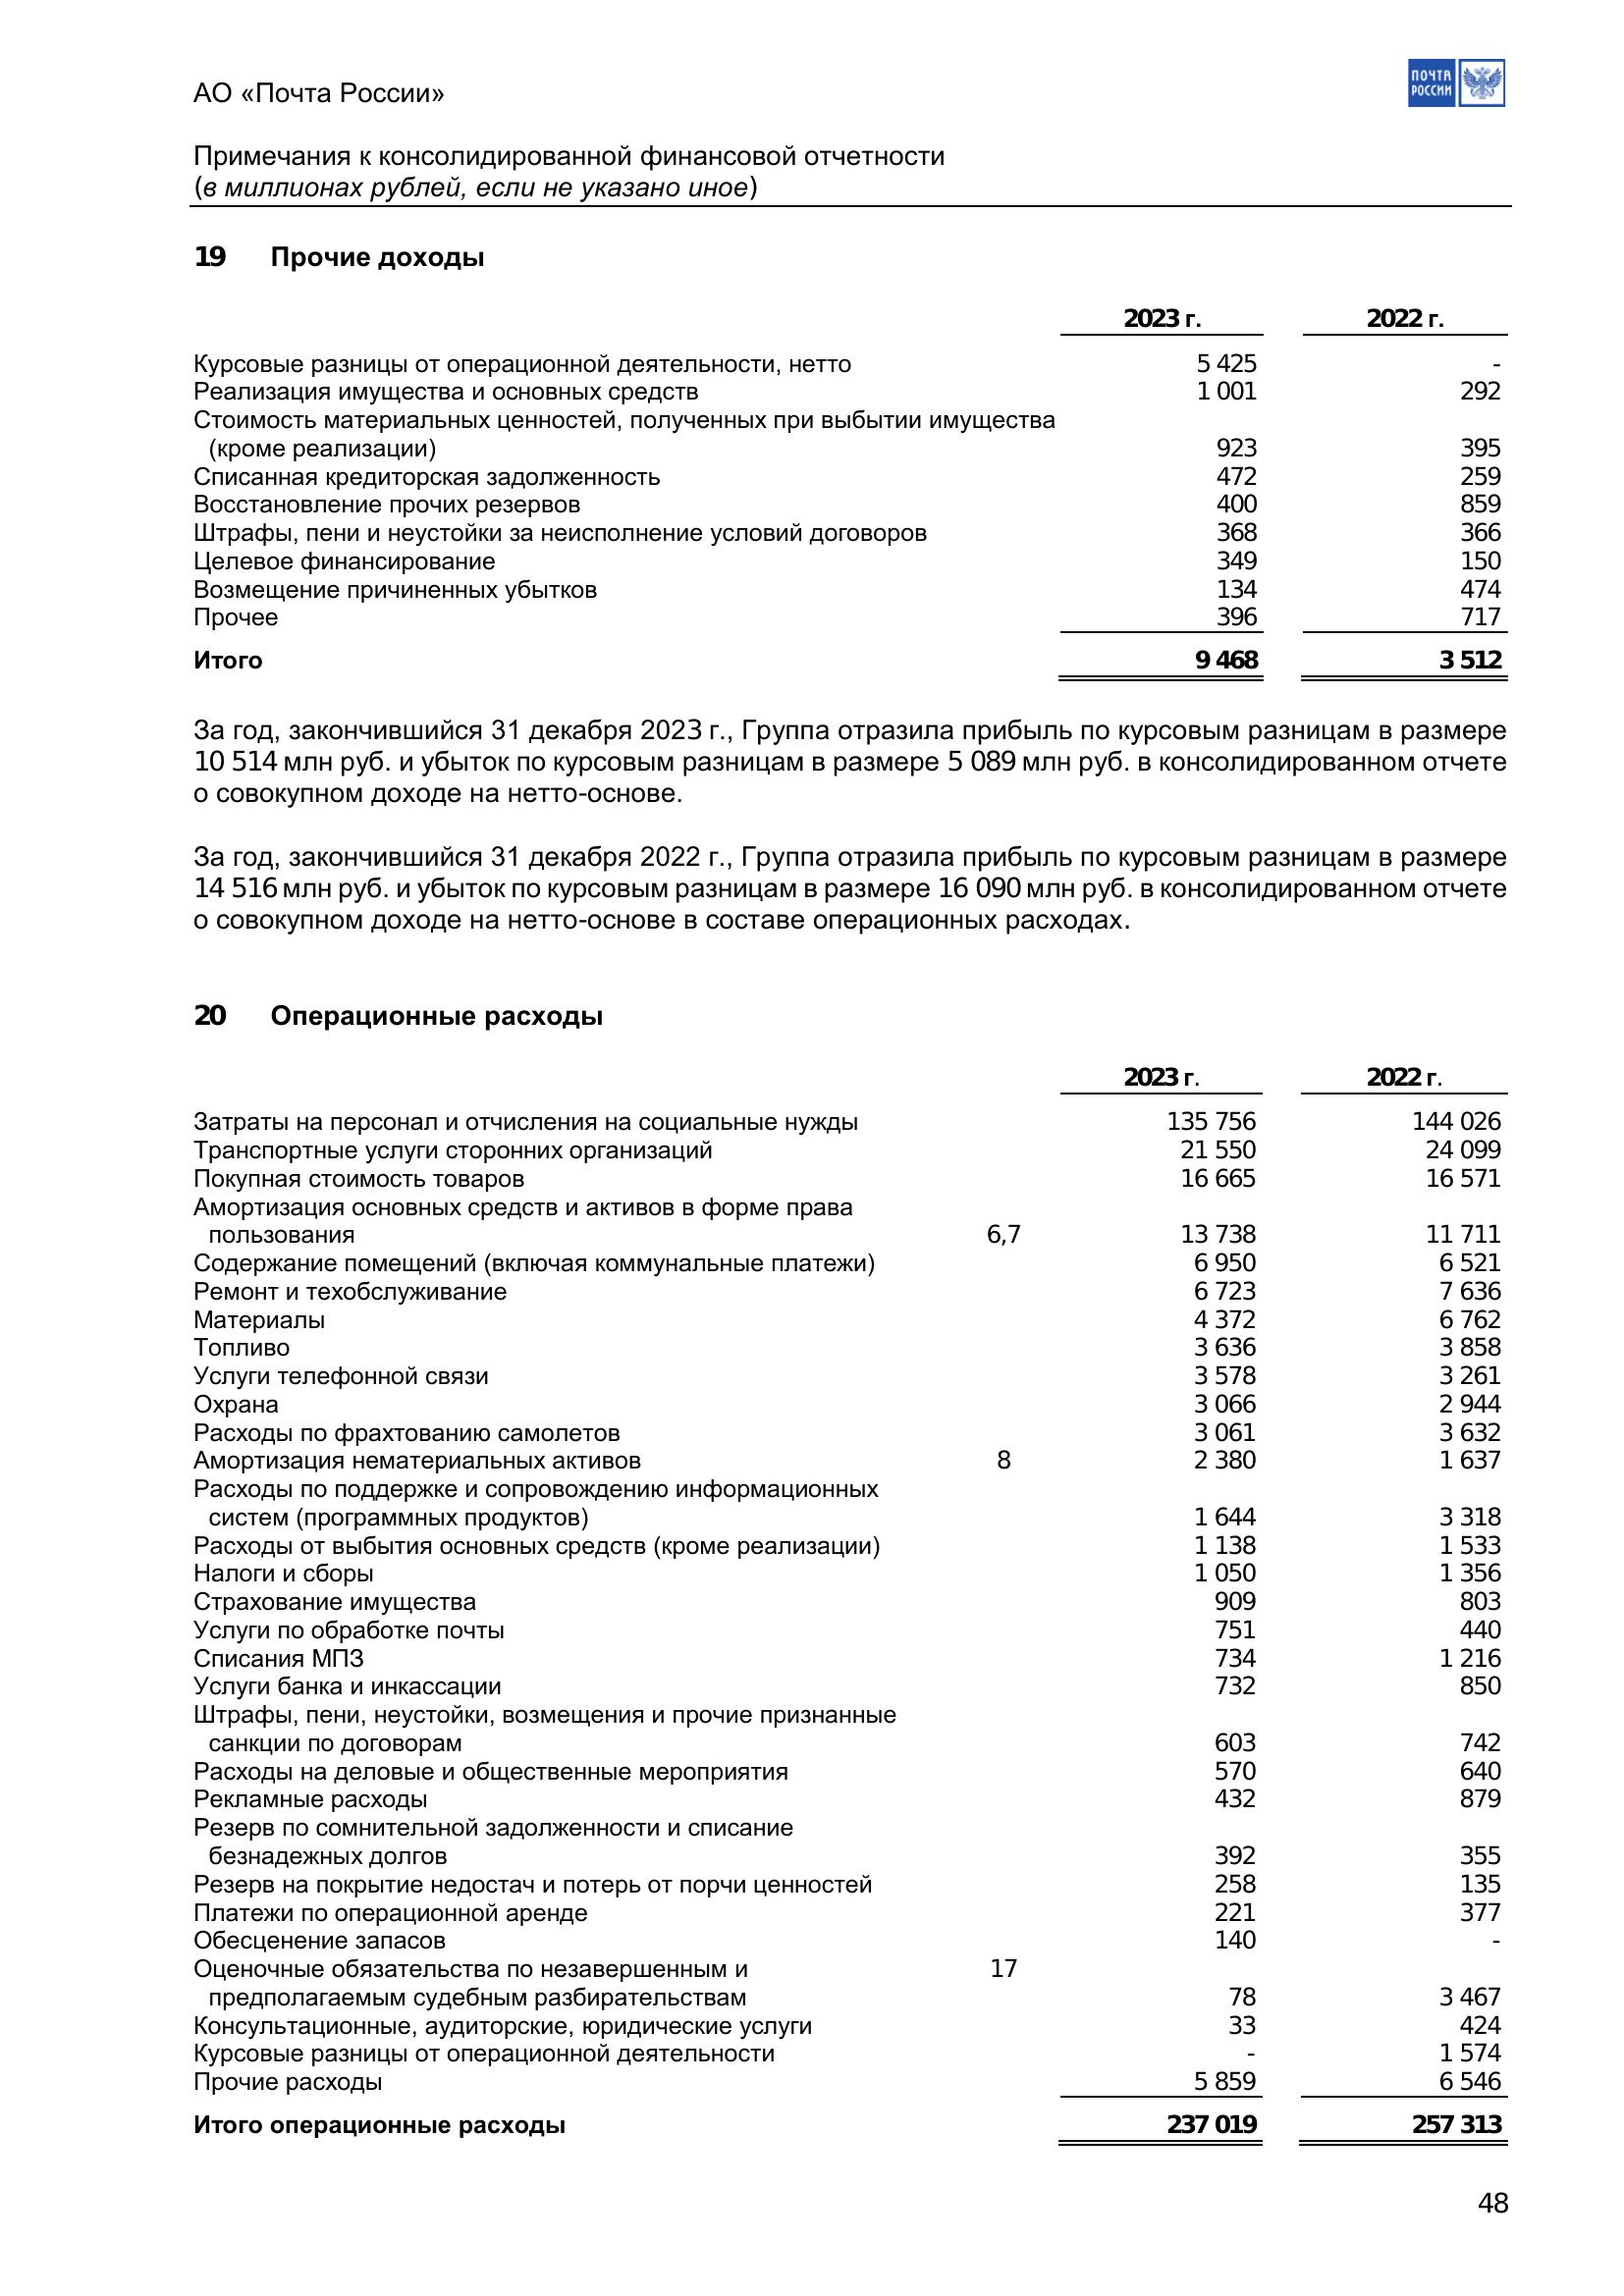 АО «Почта России»
ПОЧТА
РОССИИ
Примечания к консолидированной финансовой отчетности
(в миллионах рублей, если не указано иное)
19 Прочие доходы
2023 г. 2022 г.
Курсовые разницы от операционной деятельности, нетто 5 425 -
Реализация имущества и основных средств 1 001 292
Стоимость материальных ценностей, полученных при выбытии имущества
(кроме реализации) 923 395
Списанная кредиторская задолженность 472 259
Восстановление прочих резервов 400 859
Штрафы, пени и неустойки за неисполнение условий договоров 368 366
Целевое финансирование 349 150
Возмещение причиненных убытков 134 474
Прочее 396 717
Итого 9 468 3 512
За год, закончившийся 31 декабря 2023 г., Группа отразила прибыль по курсовым разницам в размере
10 514 млн руб. и убыток по курсовым разницам в размере 5 089 млн руб. в консолидированном отчете
о совокупном доходе на нетто-основе.
За год, закончившийся 31 декабря 2022 г., Группа отразила прибыль по курсовым разницам в размере
14 516 млн руб. и убыток по курсовым разницам в размере 16 090 млн руб. в консолидированном отчете
о совокупном доходе на нетто-основе в составе операционных расходах.
20 Операционные расходы
2023 г. 2022 г.
Затраты на персонал и отчисления на социальные нужды 135 756 144 026
Транспортные услуги сторонних организаций 21 550 24 099
Покупная стоимость товаров 16 665 16 571
Амортизация основных средств и активов в форме права
пользования 6,7 13 738 11 711
Содержание помещений (включая коммунальные платежи) 6 950 6 521
Ремонт и техобслуживание 6 723 7 636
Материалы 4 372 6 762
Топливо 3 636 3 858
Услуги телефонной связи 3 578 3 261
Охрана 3 066 2 944
Расходы по фрахтованию самолетов 3 061 3 632
Амортизация нематериальных активов 8 2 380 1 637
Расходы по поддержке и сопровождению информационных
систем (программных продуктов) 1 644 3 318
Расходы от выбытия основных средств (кроме реализации) 1 138 1 533
Налоги и сборы 1 050 1 356
Страхование имущества 909 803
Услуги по обработке почты 751 440
Списания МПЗ 734 1 216
Услуги банка и инкассации 732 850
Штрафы, пени, неустойки, возмещения и прочие признанные
санкции по договорам 603 742
Расходы на деловые и общественные мероприятия 570 640
Рекламные расходы 432 879
Резерв по сомнительной задолженности и списание
безнадежных долгов 392 355
Резерв на покрытие недостач и потерь от порчи ценностей 258 135
Платежи по операционной аренде 221 377
Обесценение запасов 140 -
Оценочные обязательства по незавершенным и 17
предполагаемым судебным разбирательствам 78 3 467
Консультационные, аудиторские, юридические услуги 33 424
Курсовые разницы от операционной деятельности - 1 574
Прочие расходы 5 859 6 546
Итого операционные расходы 237 019 257 313
48